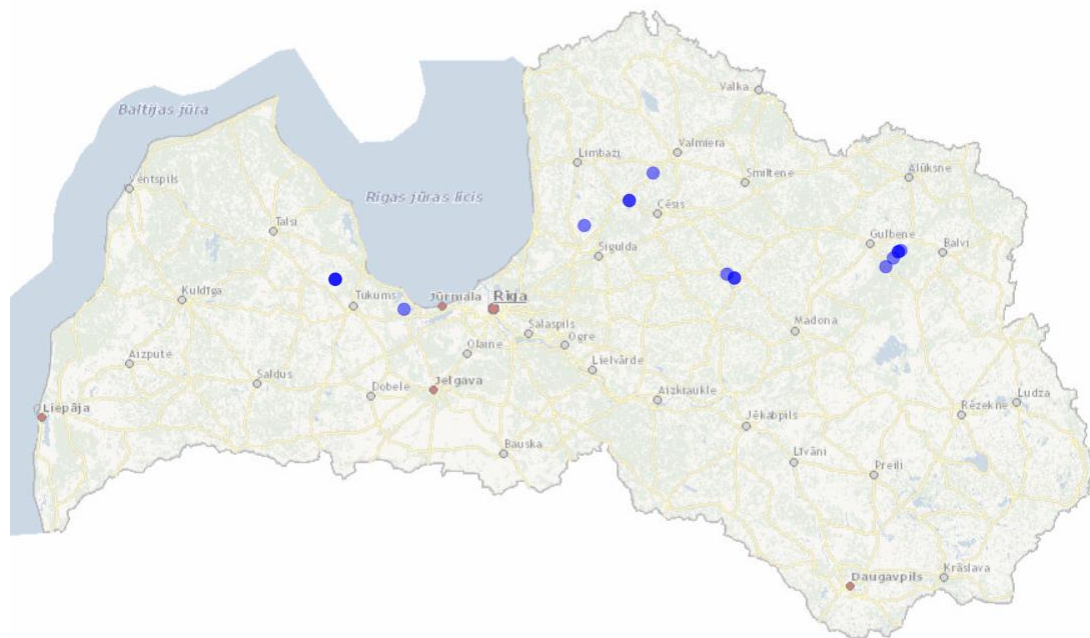 Valka
Baltijas jūra
Valmiera
Limbaži
Alūksne
Smiltene
Ventspils
Rīgas jūras līcis
Cēsis
Talsi
Gulbene
Balvi
Sigulda
Kuldīga
Tukums
Jūrmala
Rīga
Salaspils
Madona
Ogre
Olaine
Aizpute
Lielvārde
Saldus
Dobele
Jelgava
Aizkraukle
Ludza
Liepāja
Rēzekne
Jēkabpils
Bauska
Līvāni
Preiļi
Daugavpils
Krāslava